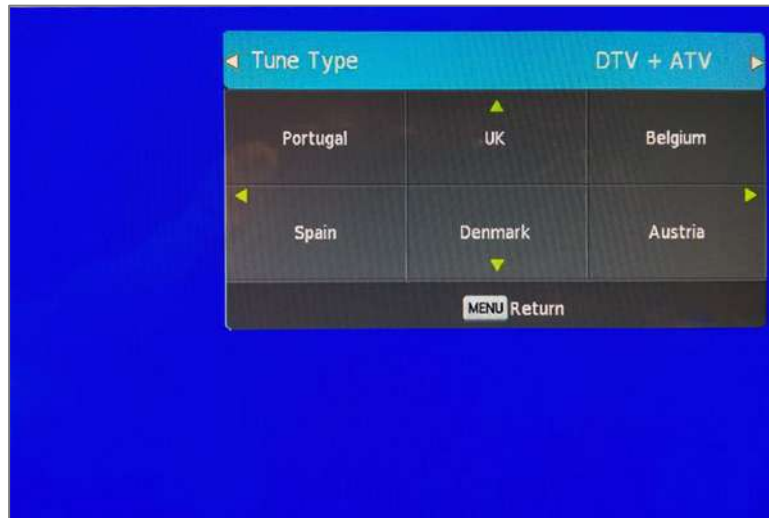 Tune Type DTV + ATV
Portugal UK Belgium
Spain Denmark Austria
MENU Return